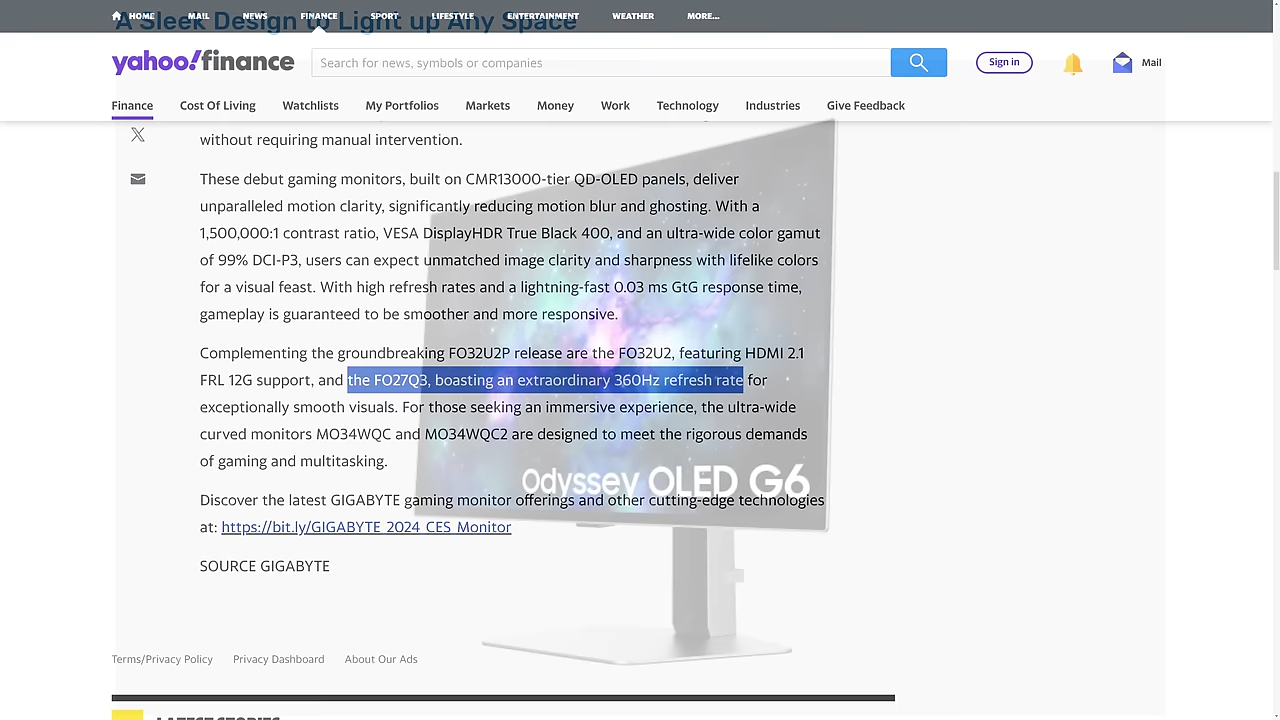 A Sleek Design to Light up Any Space
HOME MAIL NEWS FINANCE SPORT LIFESTYLE ENTERTAINMENT WEATHER MORE...
yahoo!finance
Search for news, symbols or companies
Sign in
Mail
Finance Cost Of Living Watchlists My Portfolios Markets Money Work Technology Industries Give Feedback
without requiring manual intervention.
These debut gaming monitors, built on CMR13000-tier QD-OLED panels, deliver
unparalleled motion clarity, significantly reducing motion blur and ghosting. With a
1,500,000:1 contrast ratio, VESA DisplayHDR True Black 400, and an ultra-wide color gamut
of 99% DCI-P3, users can expect unmatched image clarity and sharpness with lifelike colors
for a visual feast. With high refresh rates and a lightning-fast 0.03 ms GtG response time,
gameplay is guaranteed to be smoother and more responsive.
Complementing the groundbreaking FO32U2P release are the FO32U2, featuring HDMI 2.1
FRL 12G support, and the FO27Q3, boasting an extraordinary 360Hz refresh rate for
exceptionally smooth visuals. For those seeking an immersive experience, the ultra-wide
curved monitors MO34WQC and MO34WQC2 are designed to meet the rigorous demands
of gaming and multitasking.
Odyssey OLED G6
Discover the latest GIGABYTE gaming monitor offerings and other cutting-edge technologies
at: https://bit.ly/GIGABYTE_2024_CES_Monitor
SOURCE GIGABYTE
Terms/Privacy Policy Privacy Dashboard About Our Ads
LATEST STORIES